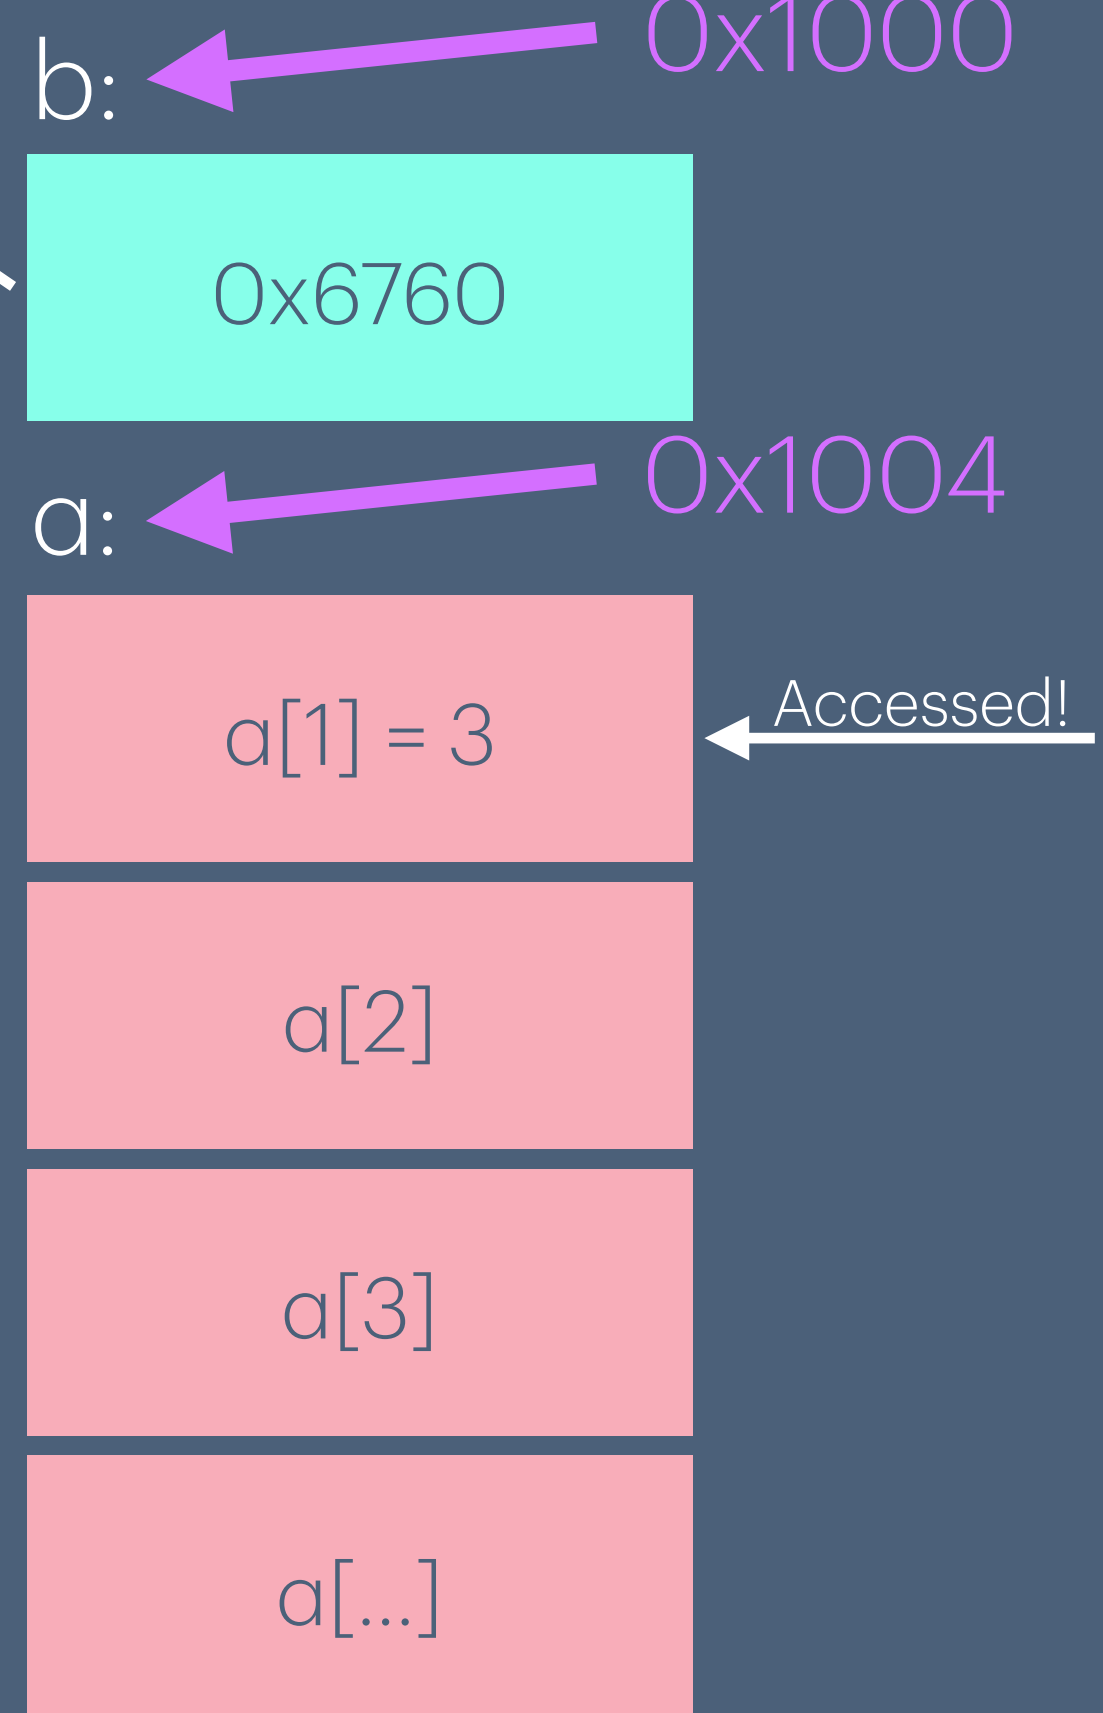 0x1000
b:
0x6760
0x1004
a:
a[1] = 3
Accessed!
a[2]
a[3]
a[...]